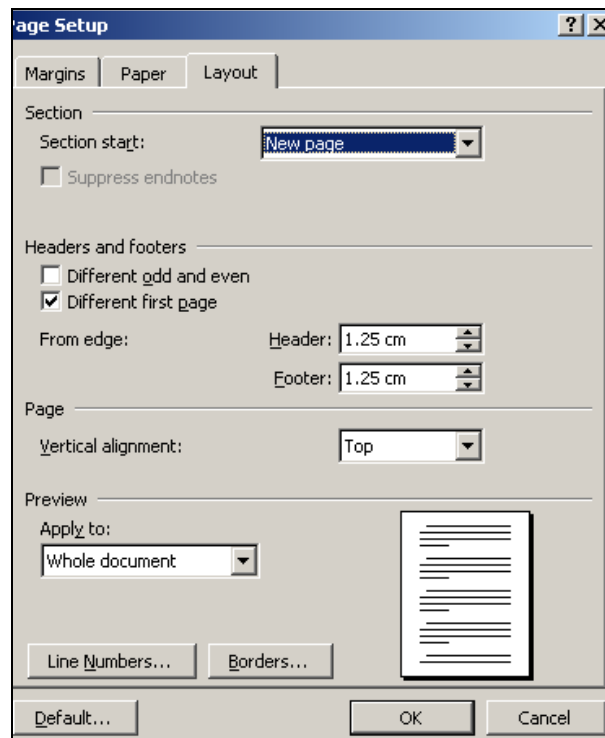 age Setup
Margins Paper Layout
Section
Section start: New page
Suppress endnotes
Headers and footers
Different odd and even
Different first page
From edge: Header: 1.25 cm
Footer: 1.25 cm
Page
Vertical alignment: Top
Preview
Apply to:
Whole document
Line Numbers... Borders...
Default... OK Cancel